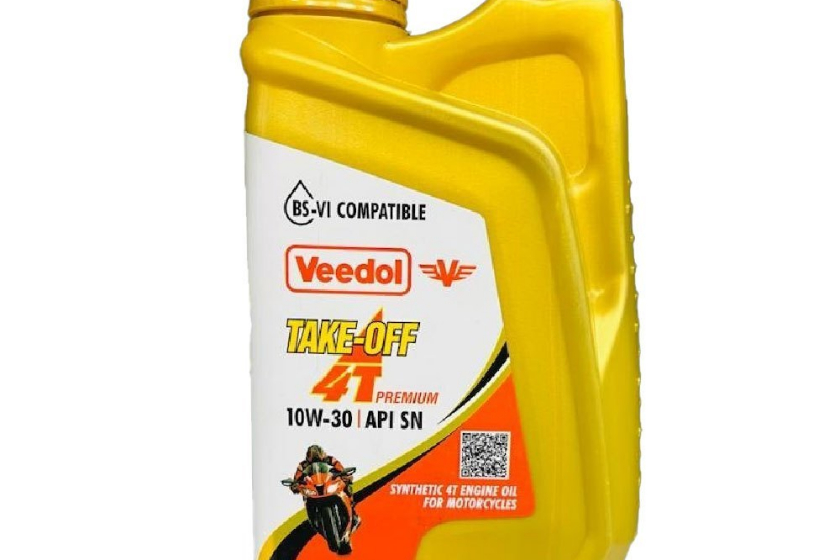 BS-VI COMPATIBLE
Veedol
TAKE-OFF
4T PREMIUM
10W-30 | API SN
SYNTHETIC 4T ENGINE OIL
FOR MOTORCYCLES